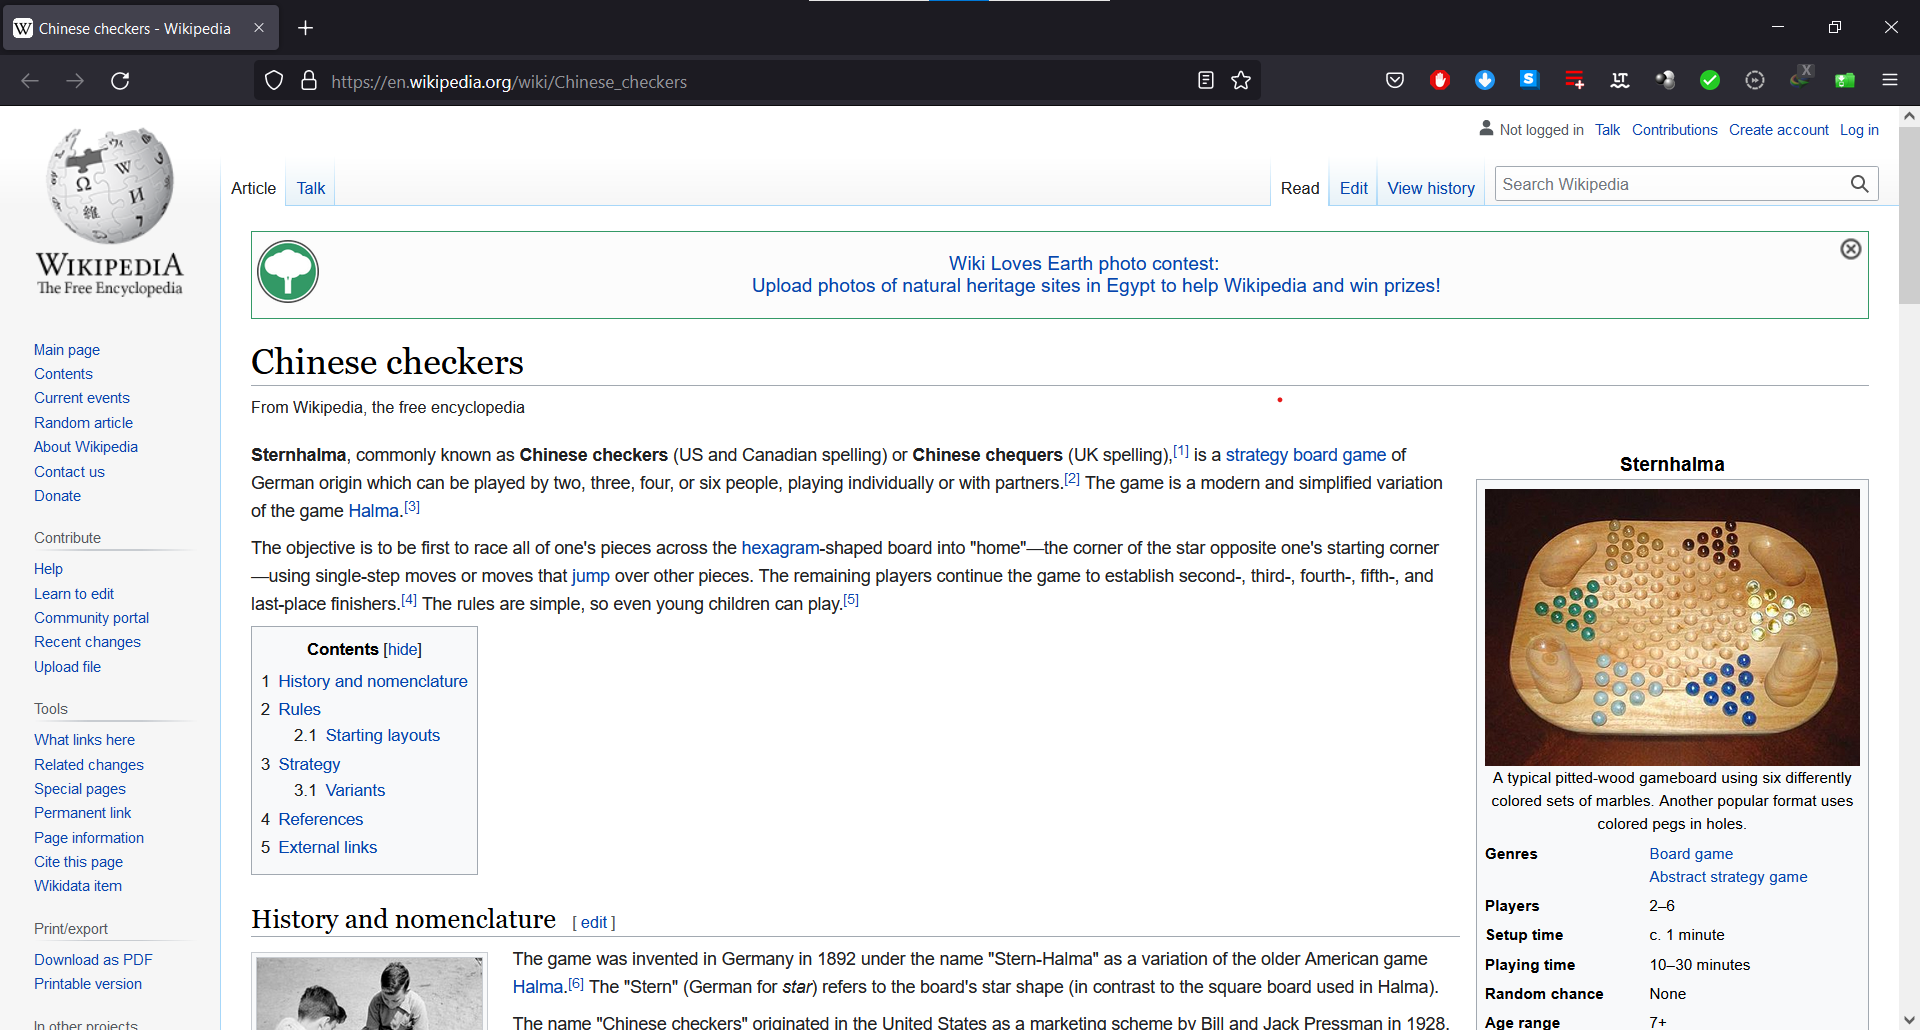 Chinese checkers - Wikipedia
https://en.wikipedia.org/wiki/Chinese_checkers
Not logged in Talk Contributions Create account Log in
Article Talk Read Edit View history Search Wikipedia
WIKIPEDIA
The Free Encyclopedia
Main page
Contents
Current events
Random article
About Wikipedia
Contact us
Donate
Contribute
Help
Learn to edit
Community portal
Recent changes
Upload file
Tools
What links here
Related changes
Special pages
Permanent link
Page information
Cite this page
Wikidata item
Print/export
Download as PDF
Printable version
In other projects
Wiki Loves Earth photo contest:
Upload photos of natural heritage sites in Egypt to help Wikipedia and win prizes!
Chinese checkers
From Wikipedia, the free encyclopedia
Sternhalma, commonly known as Chinese checkers (US and Canadian spelling) or Chinese chequers (UK spelling),[1] is a strategy board game of
German origin which can be played by two, three, four, or six people, playing individually or with partners.[2] The game is a modern and simplified variation
of the game Halma.[3]
The objective is to be first to race all of one's pieces across the hexagram-shaped board into "home"—the corner of the star opposite one's starting corner
—using single-step moves or moves that jump over other pieces. The remaining players continue the game to establish second-, third-, fourth-, fifth-, and
last-place finishers.[4] The rules are simple, so even young children can play.[5]
Contents [hide]
1 History and nomenclature
2 Rules
2.1 Starting layouts
3 Strategy
3.1 Variants
4 References
5 External links
History and nomenclature [ edit ]
The game was invented in Germany in 1892 under the name "Stern-Halma" as a variation of the older American game
Halma.[6] The "Stern" (German for star) refers to the board's star shape (in contrast to the square board used in Halma).
The name "Chinese checkers" originated in the United States as a marketing scheme by Bill and Jack Pressman in 1928.
Sternhalma
A typical pitted-wood gameboard using six differently
colored sets of marbles. Another popular format uses
colored pegs in holes.
Genres Board game
Abstract strategy game
Players 2–6
Setup time c. 1 minute
Playing time 10–30 minutes
Random chance None
Age range 7+